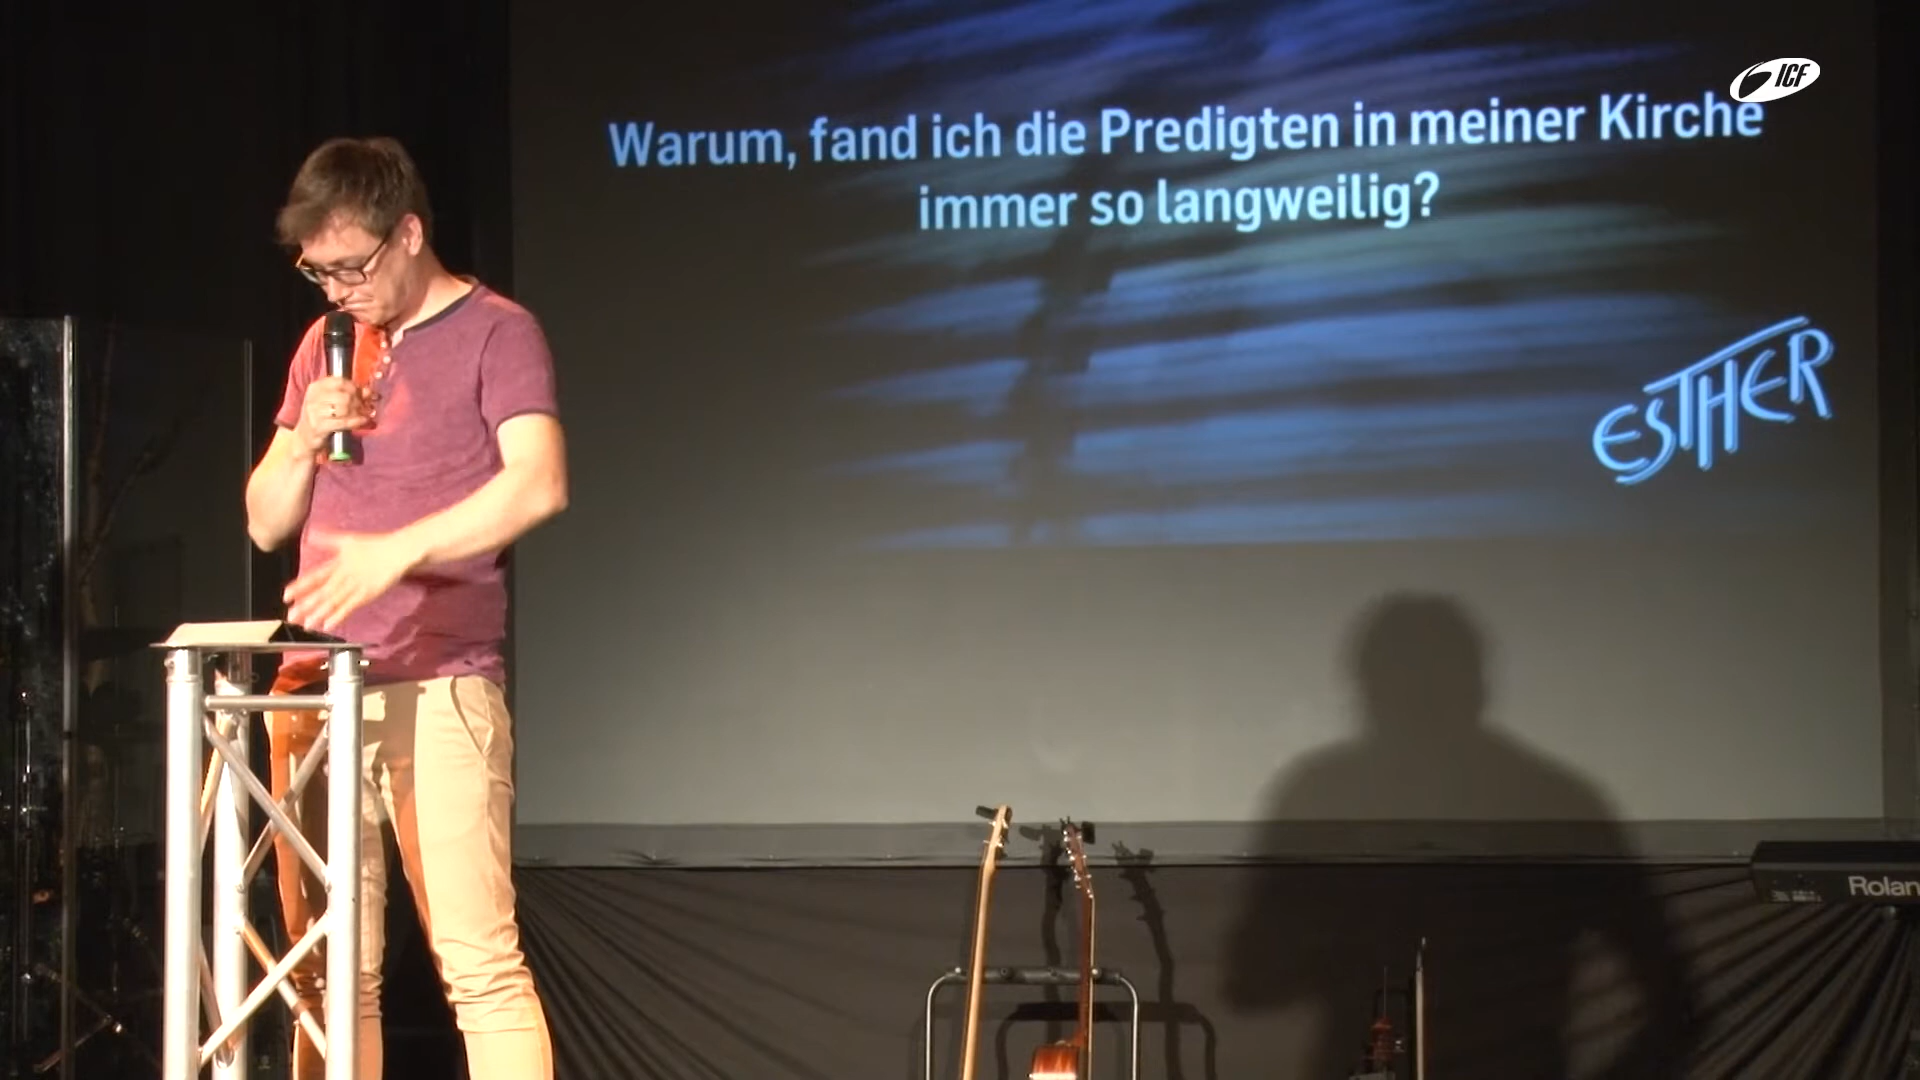 ICF
Warum, fand ich die Predigten in meiner Kirche
immer so langweilig?
ESTHER
Rolan